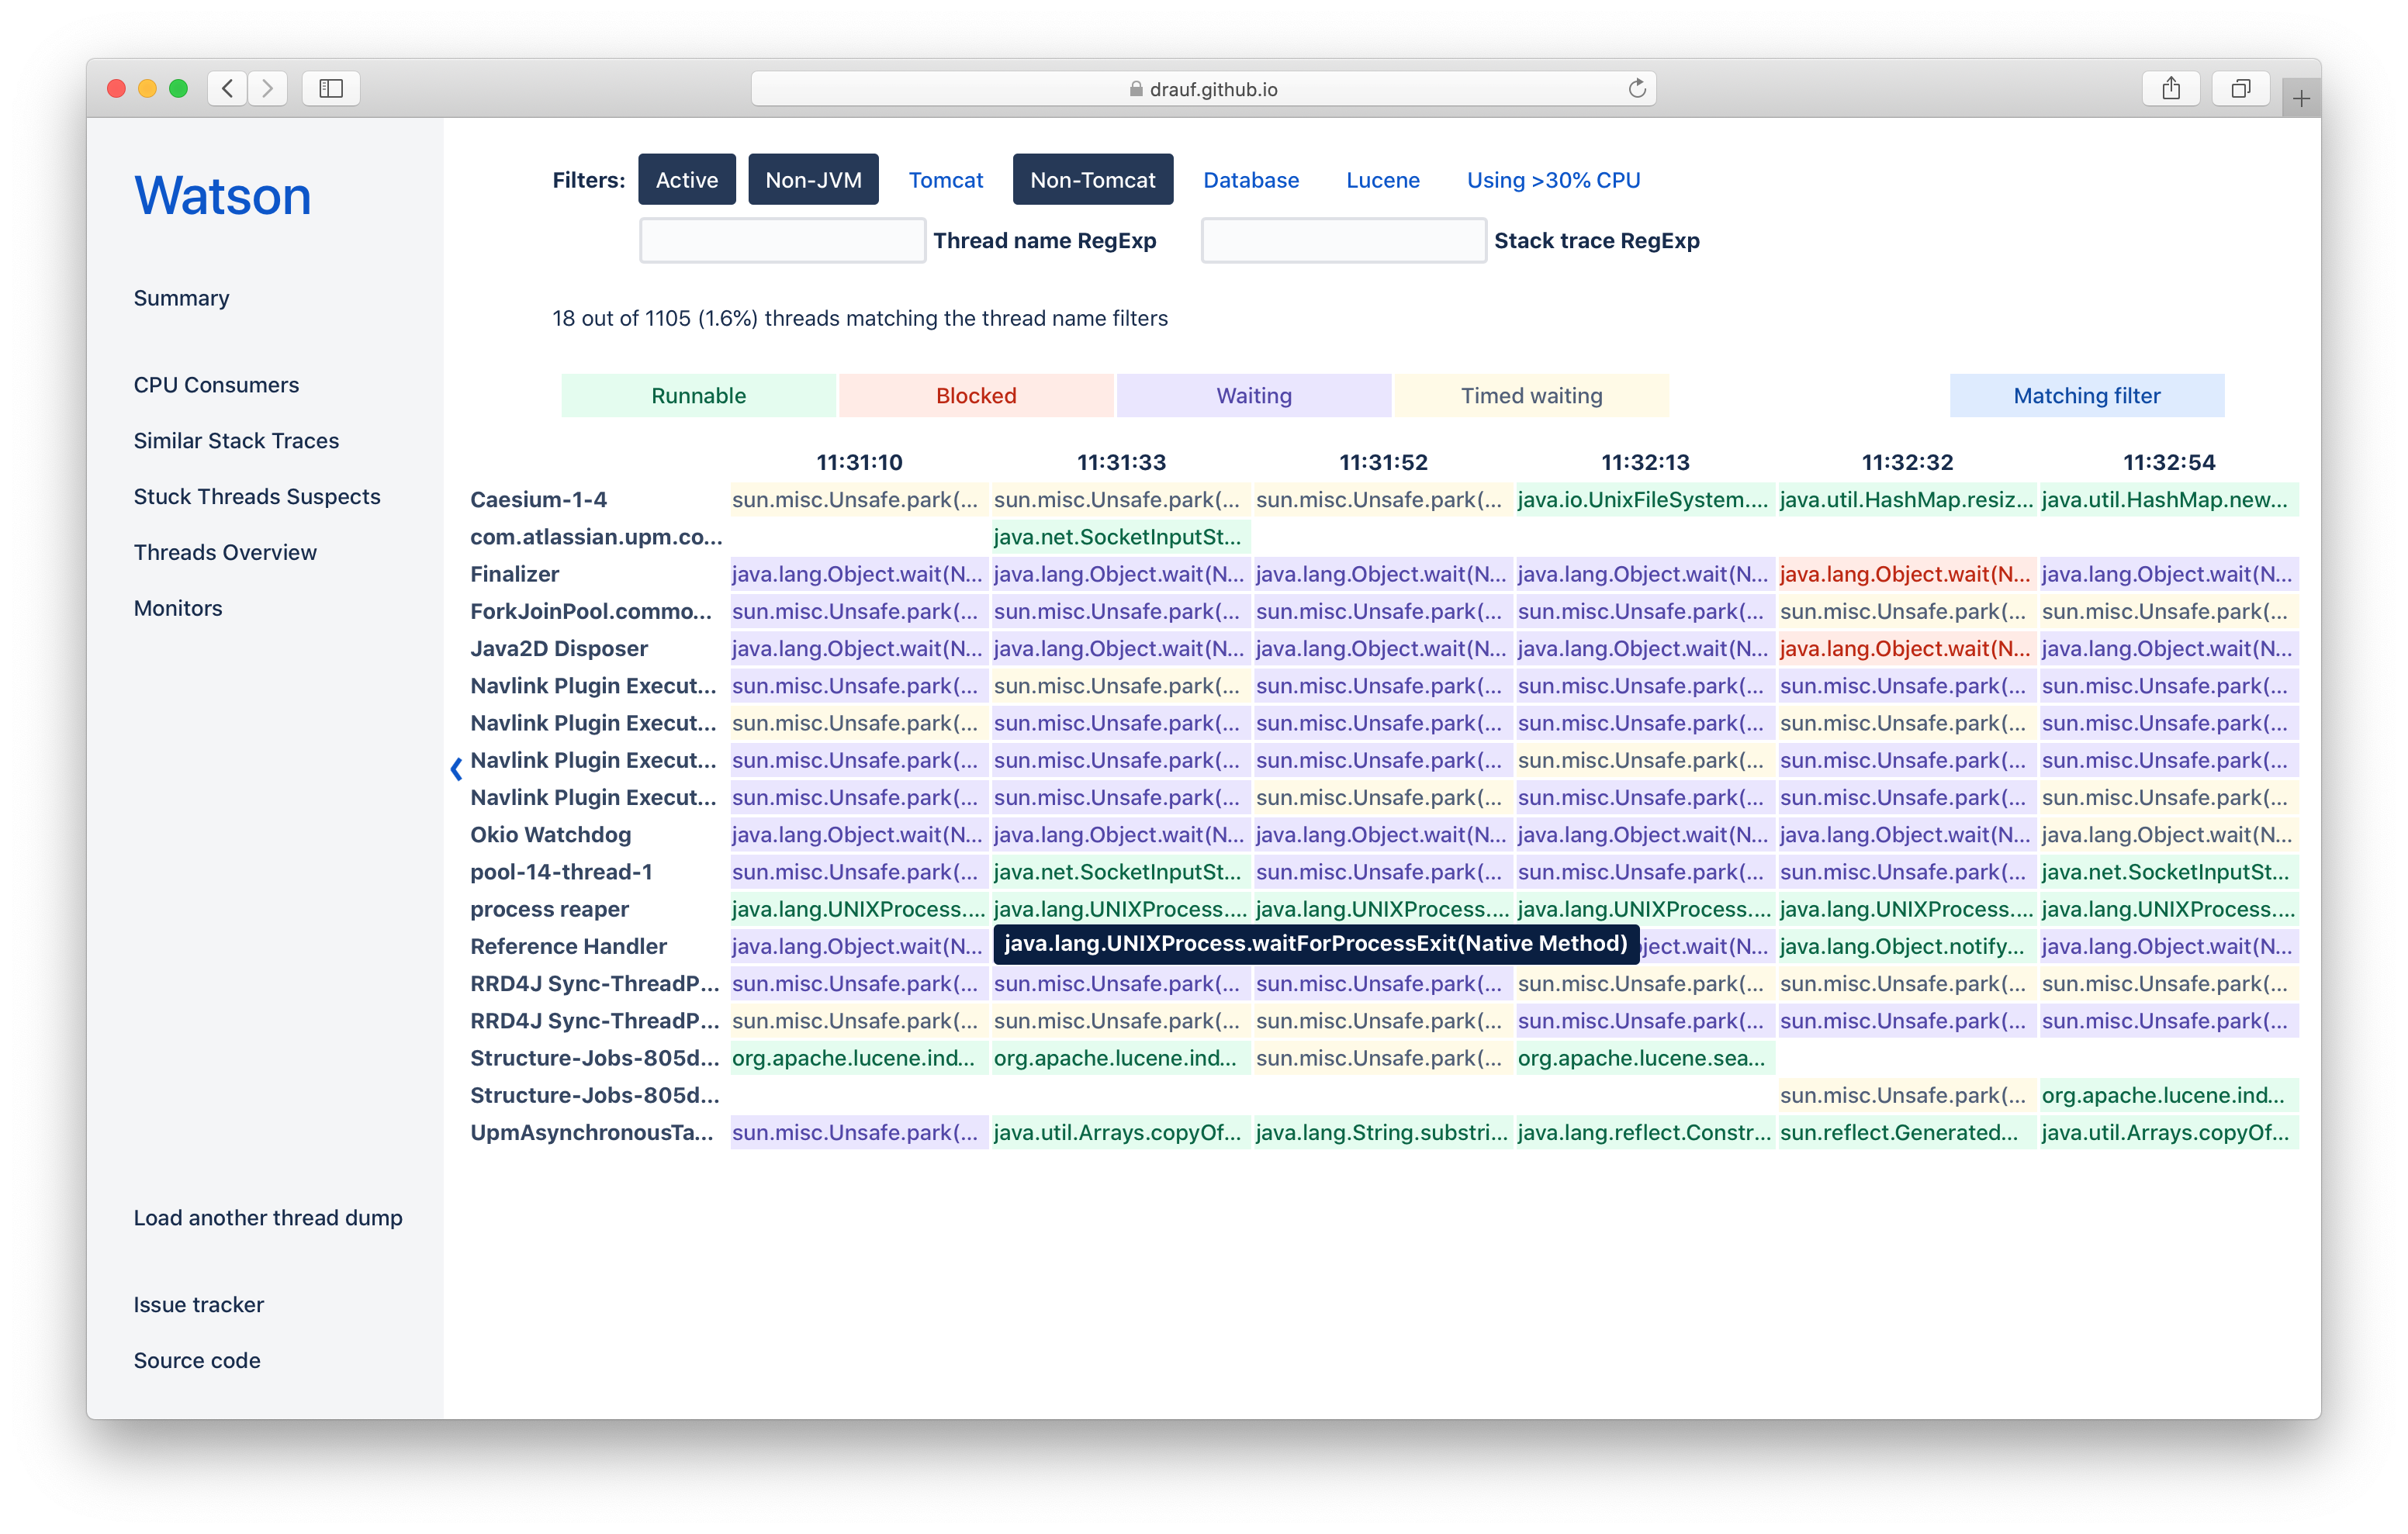 drauf.github.io
Watson
Summary
CPU Consumers
Similar Stack Traces
Stuck Threads Suspects
Threads Overview
Monitors
Load another thread dump
Issue tracker
Source code
Filters: Active Non-JVM Tomcat Non-Tomcat Database Lucene Using >30% CPU
Thread name RegExp Stack trace RegExp
18 out of 1105 (1.6%) threads matching the thread name filters
Runnable Blocked Waiting Timed waiting Matching filter
11:31:10 11:31:33 11:31:52 11:32:13 11:32:32 11:32:54
Caesium-1-4 sun.misc.Unsafe.park(... sun.misc.Unsafe.park(... sun.misc.Unsafe.park(... java.io.UnixFileSystem.... java.util.HashMap.resiz... java.util.HashMap.new...
com.atlassian.upm.co... java.net.SocketInputSt...
Finalizer java.lang.Object.wait(N... java.lang.Object.wait(N... java.lang.Object.wait(N... java.lang.Object.wait(N... java.lang.Object.wait(N... java.lang.Object.wait(N...
ForkJoinPool.commo... sun.misc.Unsafe.park(... sun.misc.Unsafe.park(... sun.misc.Unsafe.park(... sun.misc.Unsafe.park(... sun.misc.Unsafe.park(... sun.misc.Unsafe.park(...
Java2D Disposer java.lang.Object.wait(N... java.lang.Object.wait(N... java.lang.Object.wait(N... java.lang.Object.wait(N... java.lang.Object.wait(N... java.lang.Object.wait(N...
Navlink Plugin Execut... sun.misc.Unsafe.park(... sun.misc.Unsafe.park(... sun.misc.Unsafe.park(... sun.misc.Unsafe.park(... sun.misc.Unsafe.park(... sun.misc.Unsafe.park(...
Navlink Plugin Execut... sun.misc.Unsafe.park(... sun.misc.Unsafe.park(... sun.misc.Unsafe.park(... sun.misc.Unsafe.park(... sun.misc.Unsafe.park(... sun.misc.Unsafe.park(...
Navlink Plugin Execut... sun.misc.Unsafe.park(... sun.misc.Unsafe.park(... sun.misc.Unsafe.park(... sun.misc.Unsafe.park(... sun.misc.Unsafe.park(... sun.misc.Unsafe.park(...
Navlink Plugin Execut... sun.misc.Unsafe.park(... sun.misc.Unsafe.park(... sun.misc.Unsafe.park(... sun.misc.Unsafe.park(... sun.misc.Unsafe.park(... sun.misc.Unsafe.park(...
Okio Watchdog java.lang.Object.wait(N... java.lang.Object.wait(N... java.lang.Object.wait(N... java.lang.Object.wait(N... java.lang.Object.wait(N... java.lang.Object.wait(N...
pool-14-thread-1 sun.misc.Unsafe.park(... java.net.SocketInputSt... sun.misc.Unsafe.park(... sun.misc.Unsafe.park(... sun.misc.Unsafe.park(... java.net.SocketInputSt...
process reaper java.lang.UNIXProcess.... java.lang.UNIXProcess.... java.lang.UNIXProcess.... java.lang.UNIXProcess.... java.lang.UNIXProcess.... java.lang.UNIXProcess....
Reference Handler java.lang.Object.wait(N... java.lang.UNIXProcess.waitForProcessExit(Native Method) ject.wait(N... java.lang.Object.notify... java.lang.Object.wait(N...
RRD4J Sync-ThreadP... sun.misc.Unsafe.park(... sun.misc.Unsafe.park(... sun.misc.Unsafe.park(... sun.misc.Unsafe.park(... sun.misc.Unsafe.park(... sun.misc.Unsafe.park(...
RRD4J Sync-ThreadP... sun.misc.Unsafe.park(... sun.misc.Unsafe.park(... sun.misc.Unsafe.park(... sun.misc.Unsafe.park(... sun.misc.Unsafe.park(... sun.misc.Unsafe.park(...
Structure-Jobs-805d... org.apache.lucene.ind... org.apache.lucene.ind... sun.misc.Unsafe.park(... org.apache.lucene.sea...
Structure-Jobs-805d... sun.misc.Unsafe.park(... org.apache.lucene.ind...
UpmAsynchronousTa... sun.misc.Unsafe.park(... java.util.Arrays.copyOf... java.lang.String.substri... java.lang.reflect.Constr... sun.reflect.Generated... java.util.Arrays.copyOf...